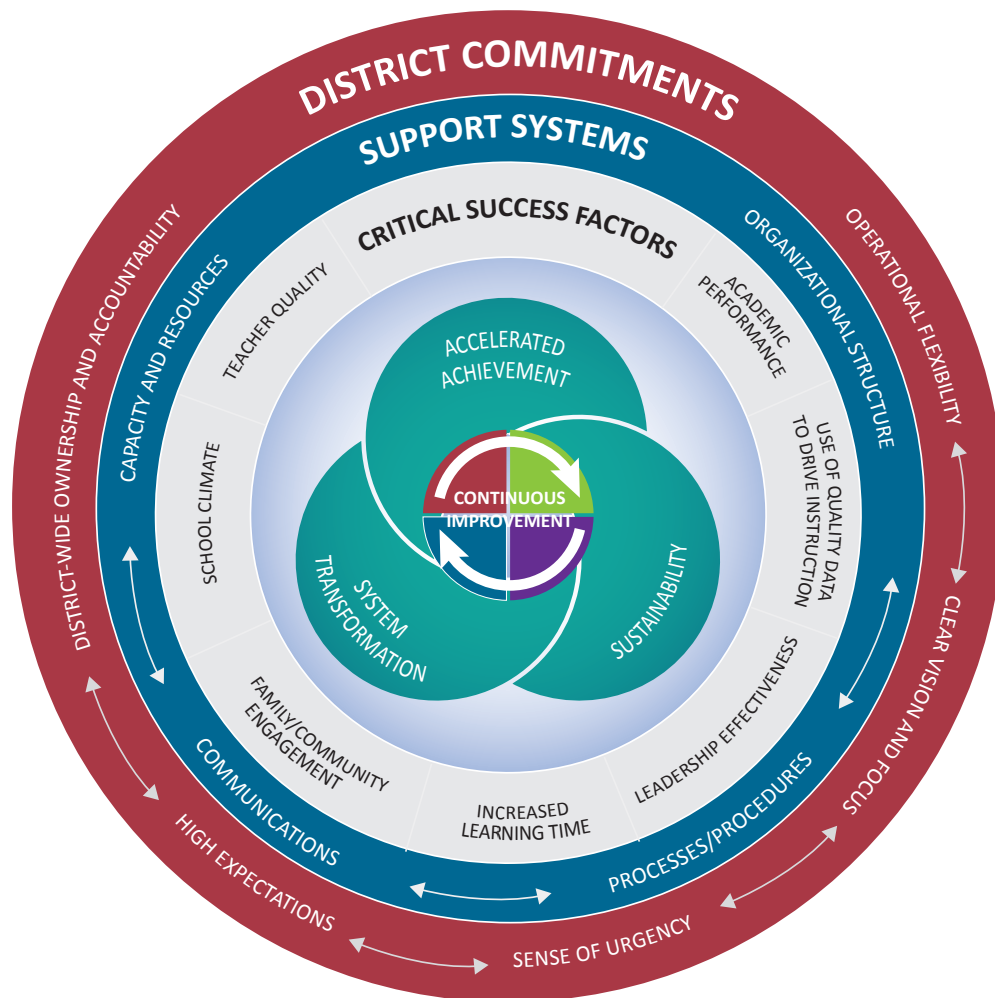 DISTRICT COMMITMENTS
OPERATIONAL FLEXIBILITY
CLEAR VISION AND FOCUS
SENSE OF URGENCY
HIGH EXPECTATIONS
DISTRICT-WIDE OWNERSHIP AND ACCOUNTABILITY
SUPPORT SYSTEMS
ORGANIZATIONAL STRUCTURE
PROCESSES/PROCEDURES
COMMUNICATIONS
CAPACITY AND RESOURCES
CRITICAL SUCCESS FACTORS
ACADEMIC
PERFORMANCE
USE OF QUALITY DATA
TO DRIVE INSTRUCTION
LEADERSHIP EFFECTIVENESS
INCREASED
LEARNING TIME
FAMILY/COMMUNITY
ENGAGEMENT
SCHOOL CLIMATE
TEACHER QUALITY
ACCELERATED
ACHIEVEMENT
SUSTAINABILITY
SYSTEM
TRANSFORMATION
CONTINUOUS
IMPROVEMENT